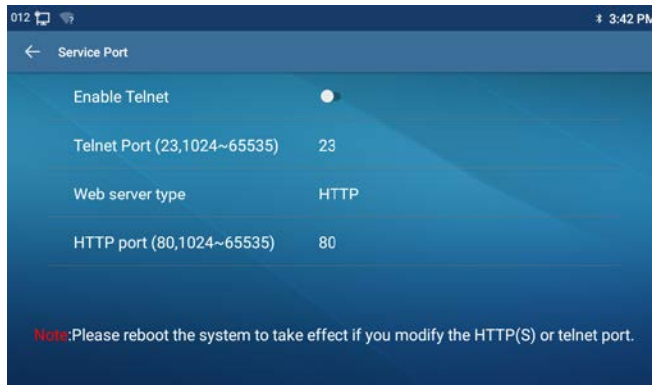 012 3:42 PM
Service Port
Enable Telnet
Telnet Port (23,1024~65535) 23
Web server type HTTP
HTTP port (80,1024~65535) 80
Note:Please reboot the system to take effect if you modify the HTTP(S) or telnet port.